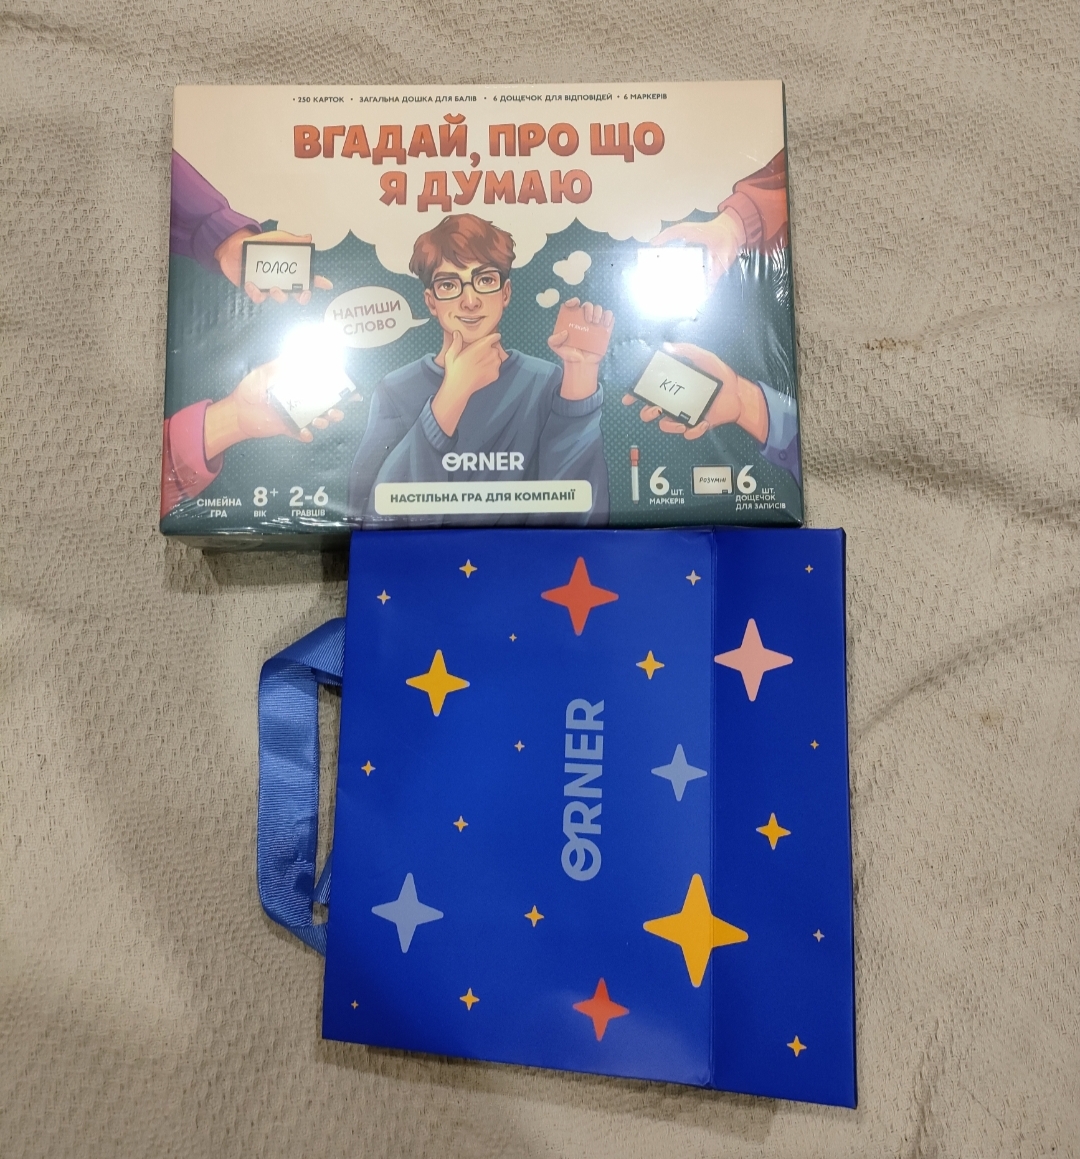 • 250 КАРТОК • ЗАГАЛЬНА ДОШКА ДЛЯ БАЛІВ • 6 ДОЩЕЧОК ДЛЯ ВІДПОВІДЕЙ • 6 МАРКЕРІВ
ВГАДАЙ, ПРО ЩО
Я ДУМАЮ
ГОЛОС
НАПИШИ
СЛОВО
КІТ
ORNER
НАСТІЛЬНА ГРА ДЛЯ КОМПАНІЇ
СІМЕЙНА
ГРА
8+
ВІК
2-6
ГРАВЦІВ
6 ШТ.
МАРКЕРІВ
РОЗУМНИК
6 ШТ.
ДОЩЕЧОК
ДЛЯ ЗАПИСІВ
ORNER